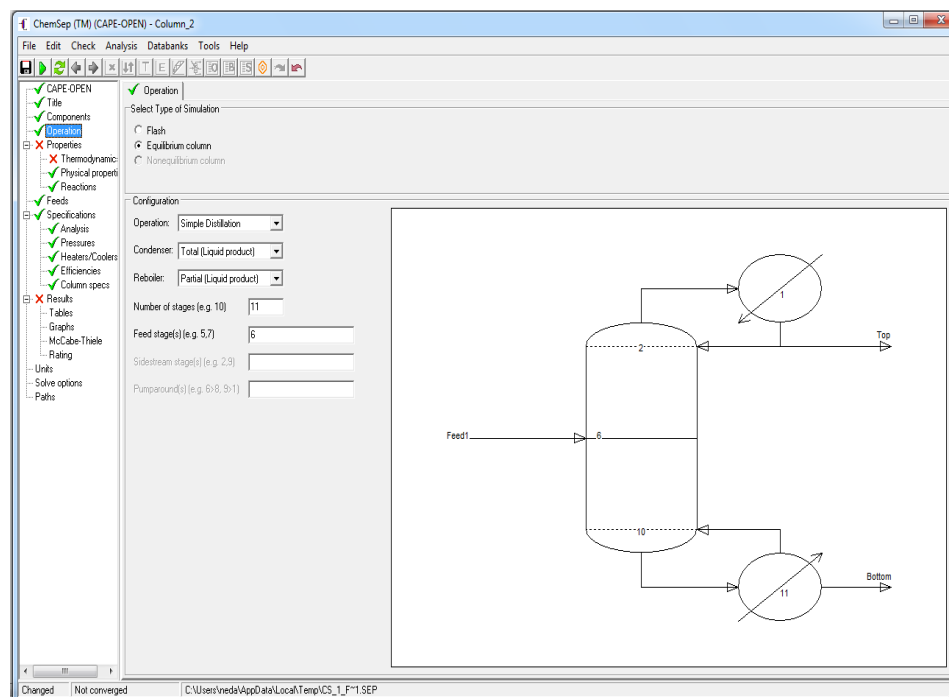 ChemSep (TM) (CAPE-OPEN) - Column_2
File Edit Check Analysis Databanks Tools Help
CAPE-OPEN
Title
Components
Operation
Properties
Thermodynamic
Physical properti
Reactions
Feeds
Specifications
Analysis
Pressures
Heaters/Coolers
Efficiencies
Column specs
Results
Tables
Graphs
McCabe-Thiele
Rating
Units
Solve options
Paths
Operation
Select Type of Simulation
Flash
Equilibrium column
Nonequilibrium column
Configuration
Operation: Simple Distillation
Condenser: Total (Liquid product)
Reboiler: Partial (Liquid product)
Number of stages (e.g. 10) 11
Feed stage(s) (e.g. 5,7) 6
Sidestream stage(s) (e.g. 2,9)
Pumparound(s) (e.g. 6>8, 9>1)
1
Top
2
Feed1
6
10
Bottom
11
Changed Not converged C:\Users\neda\AppData\Local\Temp\CS_1_F~1.SEP